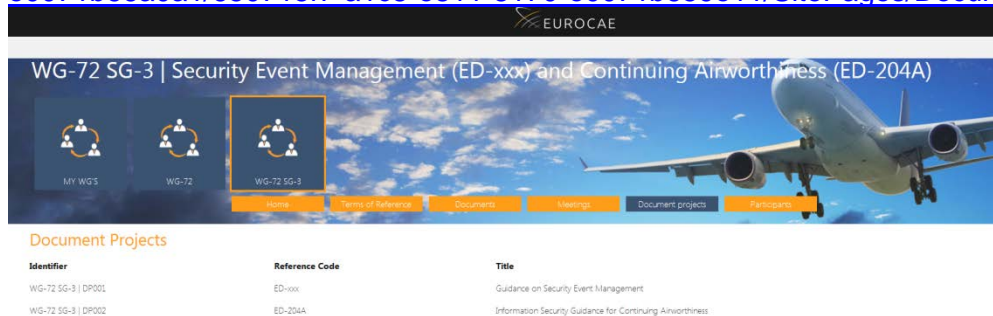 EUROCAE
WG-72 SG-3 | Security Event Management (ED-xxx) and Continuing Airworthiness (ED-204A)
MY WG'S WG-72 WG-72 SG-3
Home Terms of Reference Documents Meetings Document projects Participants
Document Projects
Identifier Reference Code Title
WG-72 SG-3 | DP001 ED-xxx Guidance on Security Event Management
WG-72 SG-3 | DP002 ED-204A Information Security Guidance for Continuing Airworthiness